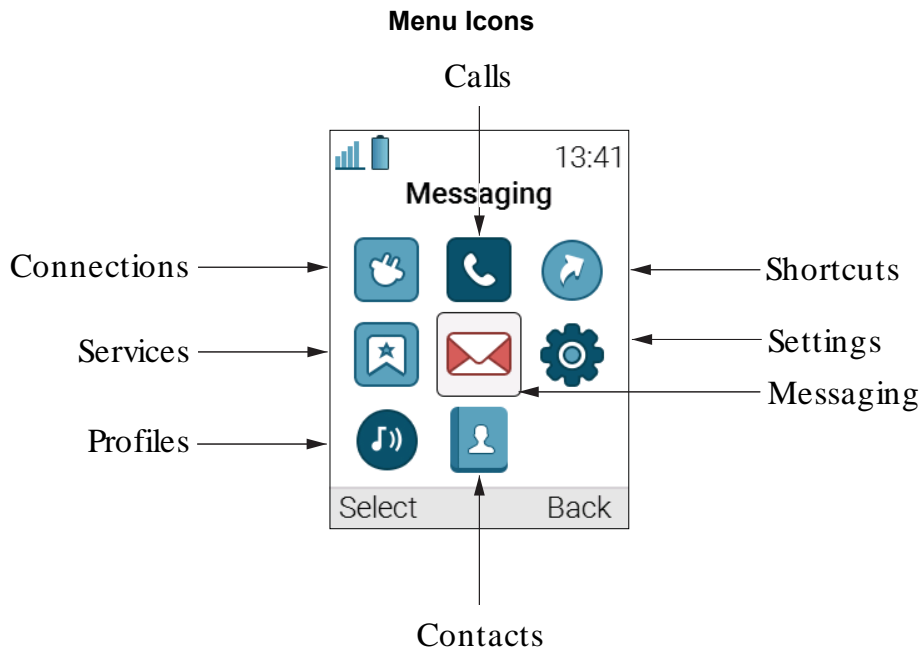 Menu Icons
Calls
13:41
Messaging
Connections
Shortcuts
Services
Settings
Messaging
Profiles
Select
Back
Contacts